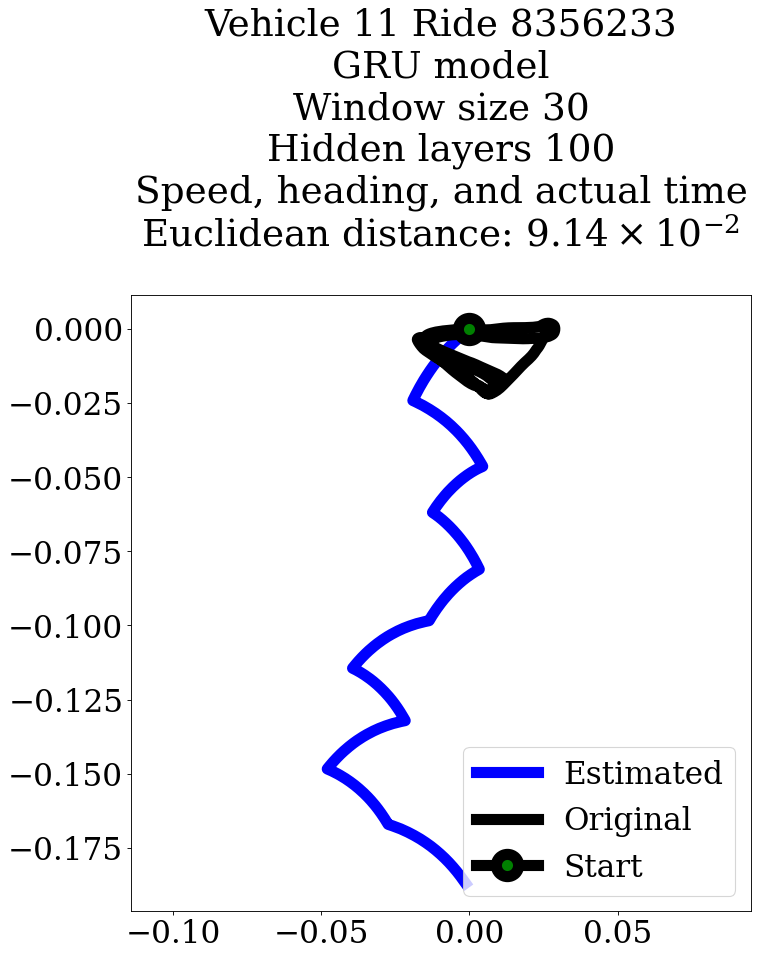 Vehicle 11 Ride 8356233
GRU model
Window size 30
Hidden layers 100
Speed, heading, and actual time
Euclidean distance: 9.14 × 10⁻²
0.000
−0.025
−0.050
−0.075
−0.100
−0.125
−0.150
−0.175
Estimated
Original
Start
−0.10
−0.05
0.00
0.05